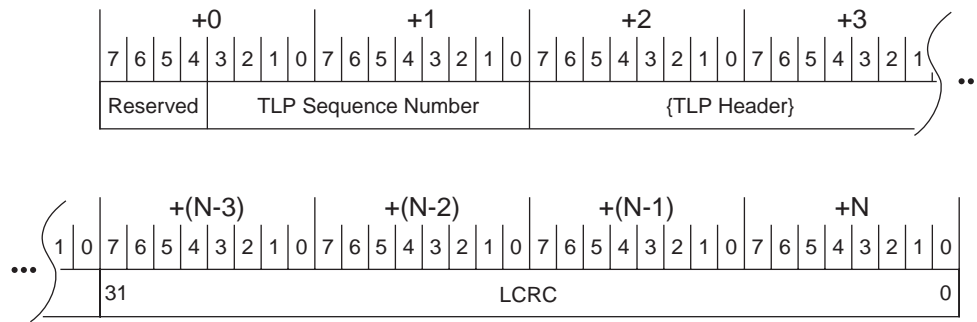 +0 +1 +2 +3
7 6 5 4 3 2 1 0 7 6 5 4 3 2 1 0 7 6 5 4 3 2 1 0 7 6 5 4 3 2 1
Reserved TLP Sequence Number {TLP Header}
+(N-3) +(N-2) +(N-1) +N
1 0 7 6 5 4 3 2 1 0 7 6 5 4 3 2 1 0 7 6 5 4 3 2 1 0 7 6 5 4 3 2 1 0
31 LCRC 0